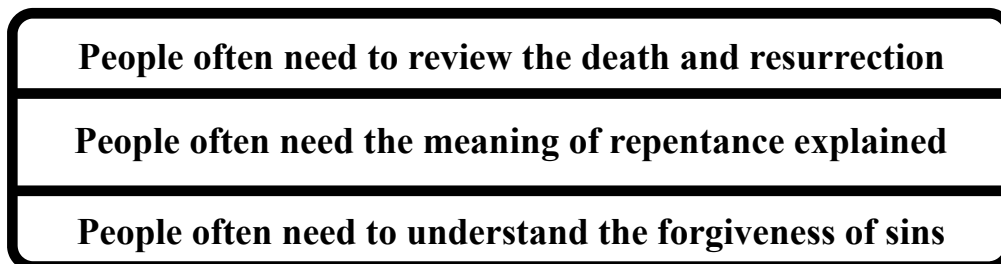 People often need to review the death and resurrection
People often need the meaning of repentance explained
People often need to understand the forgiveness of sins